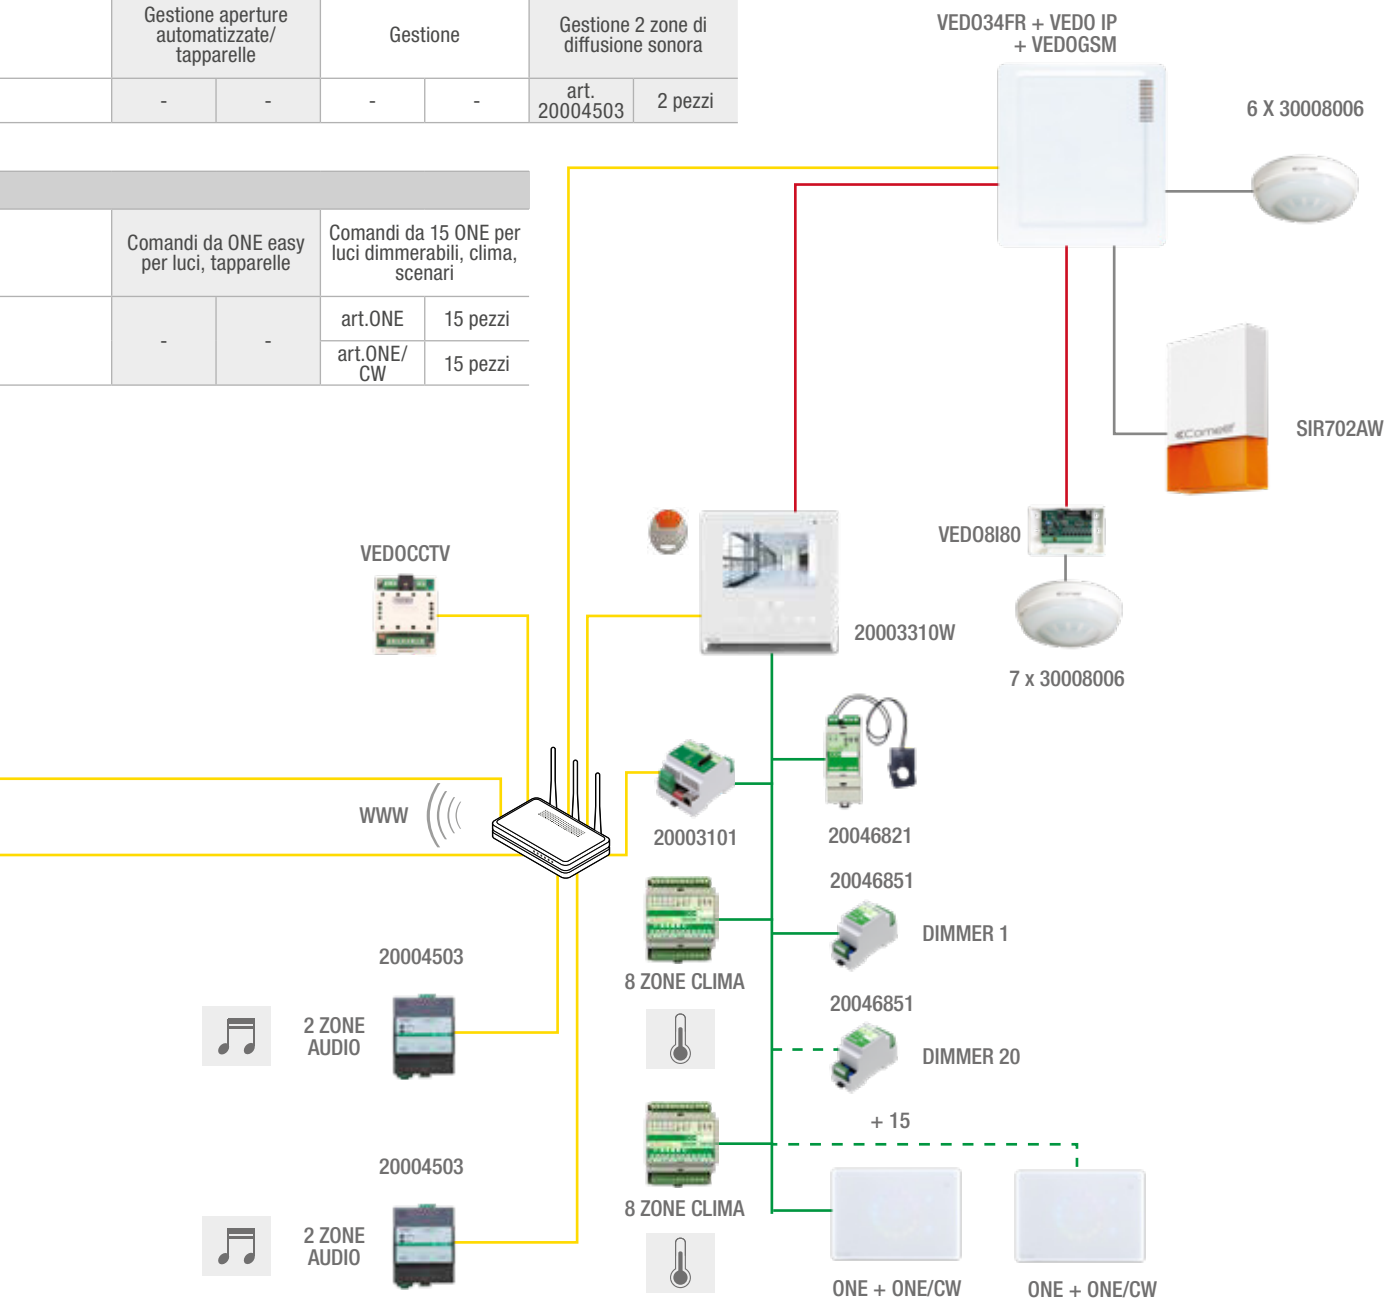 Gestione aperture
automatizzate/
tapparelle
Gestione
Gestione 2 zone di
diffusione sonora
-
-
-
-
art.
20004503
2 pezzi
Comandi da ONE easy
per luci, tapparelle
Comandi da 15 ONE per
luci dimmerabili, clima,
scenari
-
-
art.ONE
15 pezzi
art.ONE/
CW
15 pezzi
VEDO34FR + VEDO IP
+ VEDOGSM
6 X 30008006
Comelit
SIR702AW
VEDO8I80
7 x 30008006
VEDOCCTV
20003310W
WWW
20003101
20046821
20046851
DIMMER 1
8 ZONE CLIMA
20004503
2 ZONE
AUDIO
20046851
DIMMER 20
+ 15
20004503
2 ZONE
AUDIO
8 ZONE CLIMA
ONE + ONE/CW
ONE + ONE/CW